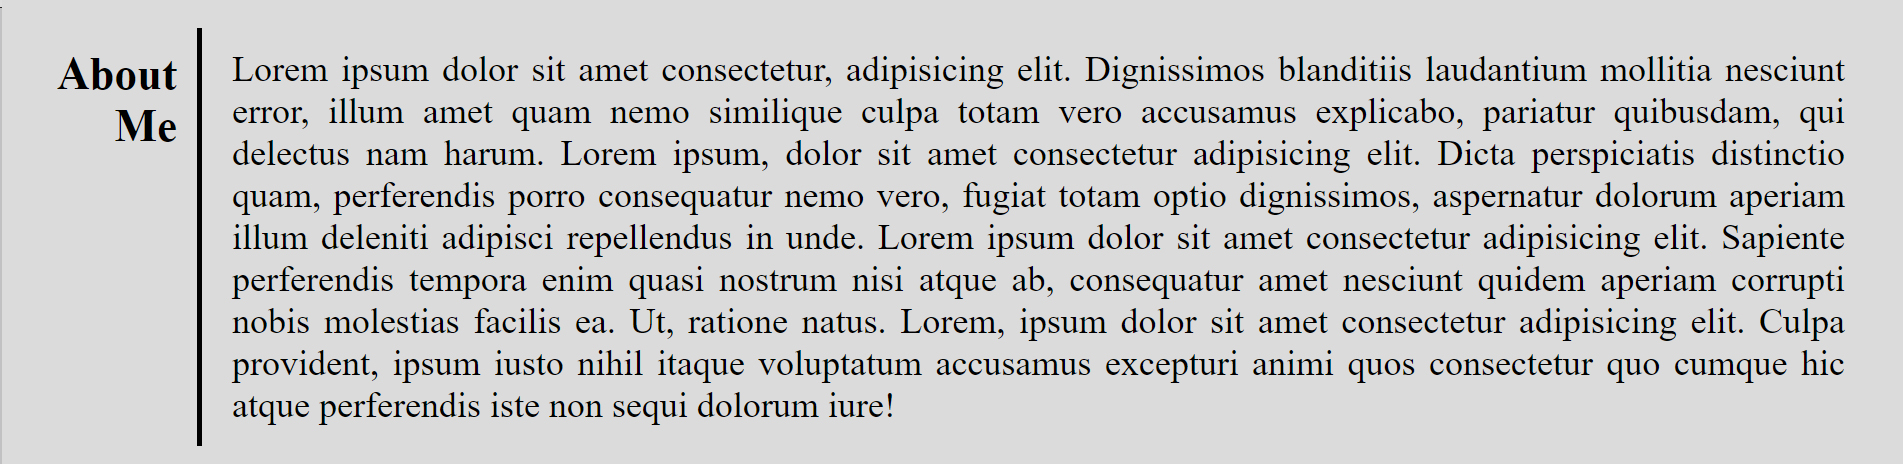 About
Me
Lorem ipsum dolor sit amet consectetur, adipisicing elit. Dignissimos blanditiis laudantium mollitia nesciunt
error, illum amet quam nemo similique culpa totam vero accusamus explicabo, pariatur quibusdam, qui
delectus nam harum. Lorem ipsum, dolor sit amet consectetur adipisicing elit. Dicta perspiciatis distinctio
quam, perferendis porro consequatur nemo vero, fugiat totam optio dignissimos, aspernatur dolorum aperiam
illum deleniti adipisci repellendus in unde. Lorem ipsum dolor sit amet consectetur adipisicing elit. Sapiente
perferendis tempora enim quasi nostrum nisi atque ab, consequatur amet nesciunt quidem aperiam corrupti
nobis molestias facilis ea. Ut, ratione natus. Lorem, ipsum dolor sit amet consectetur adipisicing elit. Culpa
provident, ipsum iusto nihil itaque voluptatum accusamus excepturi animi quos consectetur quo cumque hic
atque perferendis iste non sequi dolorum iure!